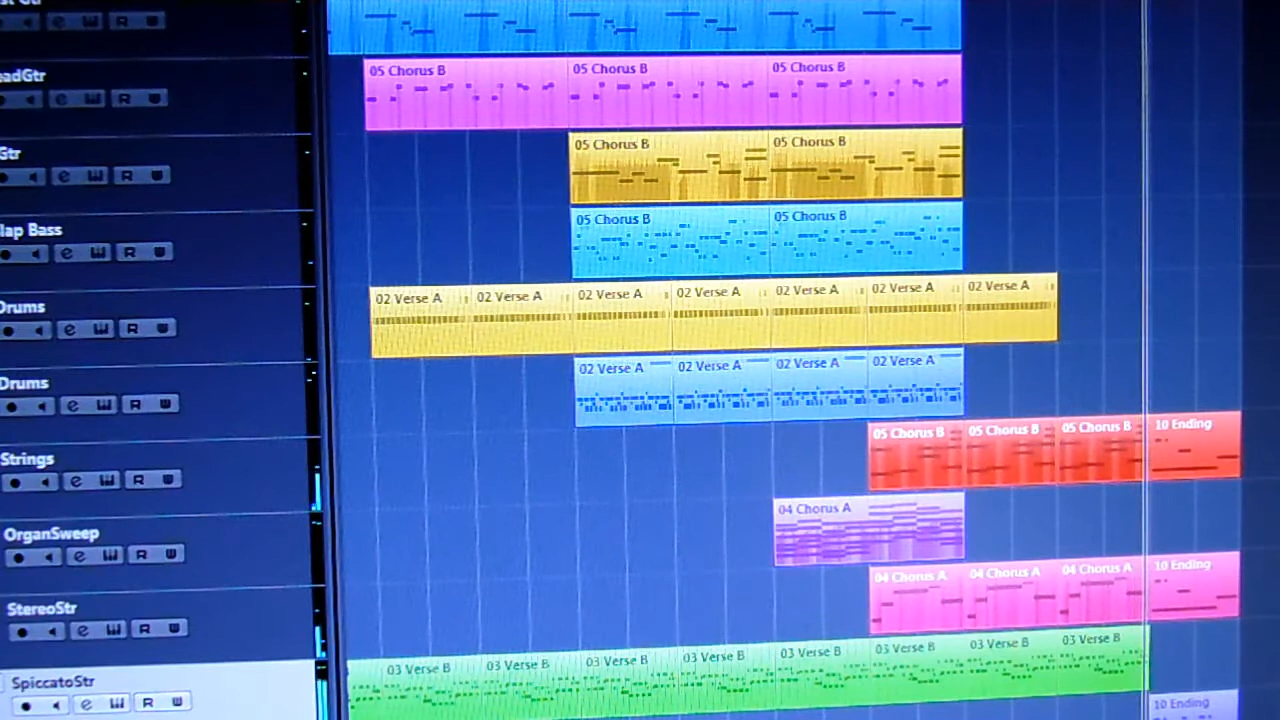 adGtr
05 Chorus B 05 Chorus B 05 Chorus B
Gtr
05 Chorus B 05 Chorus B
lap Bass
05 Chorus B 05 Chorus B
Drums
02 Verse A 02 Verse A 02 Verse A 02 Verse A 02 Verse A 02 Verse A 02 Verse A
Drums
02 Verse A 02 Verse A 02 Verse A 02 Verse A
Strings
05 Chorus B 05 Chorus B 05 Chorus B 10 Ending
OrganSweep
04 Chorus A
StereoStr
04 Chorus A 04 Chorus A 04 Chorus A 10 Ending
SpiccatoStr
03 Verse B 03 Verse B 03 Verse B 03 Verse B 03 Verse B 03 Verse B 03 Verse B 03 Verse B
10 Ending